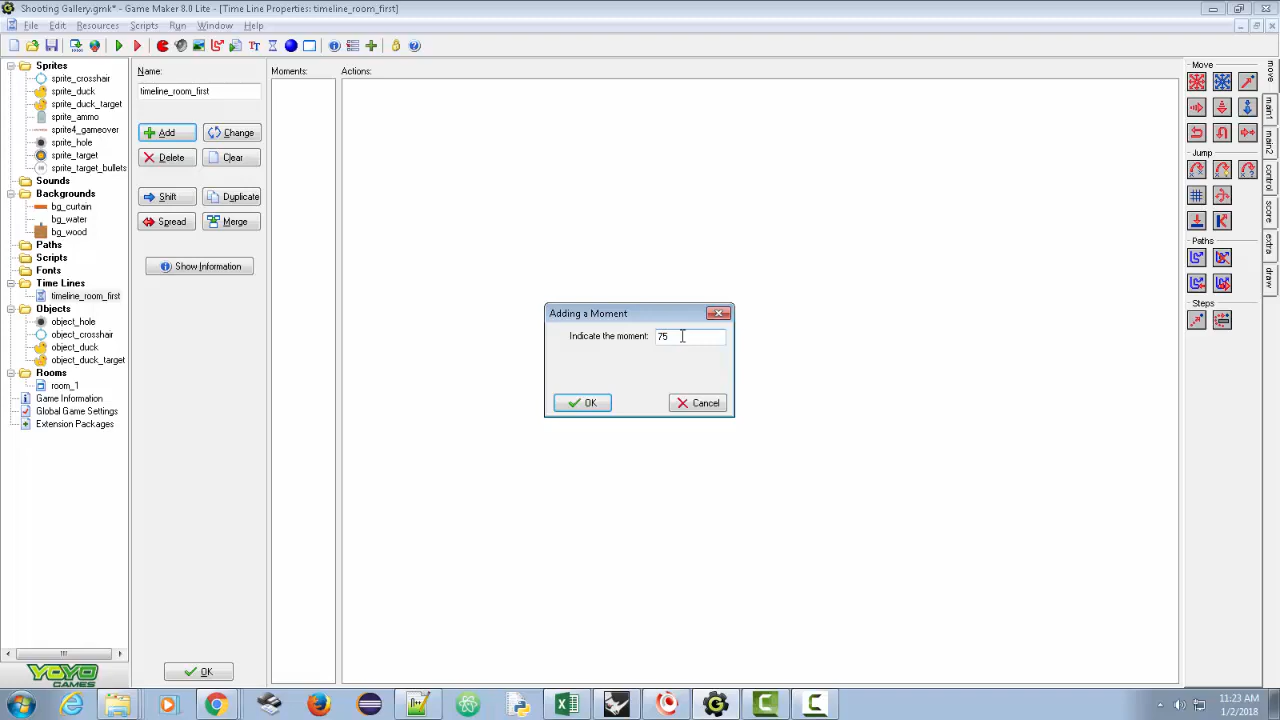 Shooting Gallery.gmk* - Game Maker 8.0 Lite - [Time Line Properties: timeline_room_first]
File Edit Resources Scripts Run Window Help
Sprites
sprite_crosshair
sprite_duck
sprite_duck_target
sprite_ammo
sprite4_gameover
sprite_hole
sprite_target
sprite_target_bullets
Sounds
Backgrounds
bg_curtain
bg_water
bg_wood
Paths
Scripts
Fonts
Time Lines
timeline_room_first
Objects
object_hole
object_crosshair
object_duck
object_duck_target
Rooms
room_1
Game Information
Global Game Settings
Extension Packages
YOYO
GAMES
Name:
timeline_room_first
Add Change
Delete Clear
Shift Duplicate
Spread Merge
Show Information
OK
Moments:
Actions:
Adding a Moment
Indicate the moment: 75
OK Cancel
Move
Jump
Paths
Steps
move
main1
main2
control
score
extra
draw
11:23 AM
1/2/2018